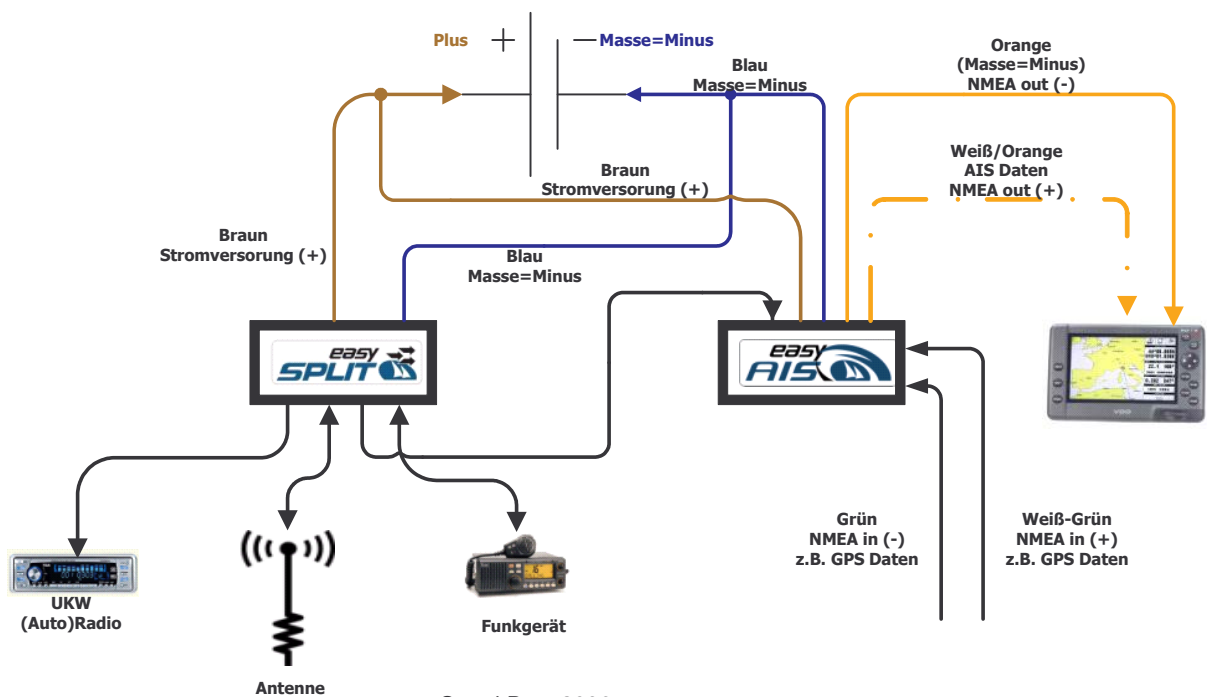 Plus
Masse=Minus
Blau
Masse=Minus
Orange
(Masse=Minus)
NMEA out (-)
Weiß/Orange
AIS Daten
NMEA out (+)
Braun
Stromversorung (+)
Braun
Stromversorung (+)
Blau
Masse=Minus
easy
SPLIT
easy
AIS
VDO
Grün
NMEA in (-)
z.B. GPS Daten
Weiß-Grün
NMEA in (+)
z.B. GPS Daten
UKW
(Auto)Radio
Funkgerät
Antenne